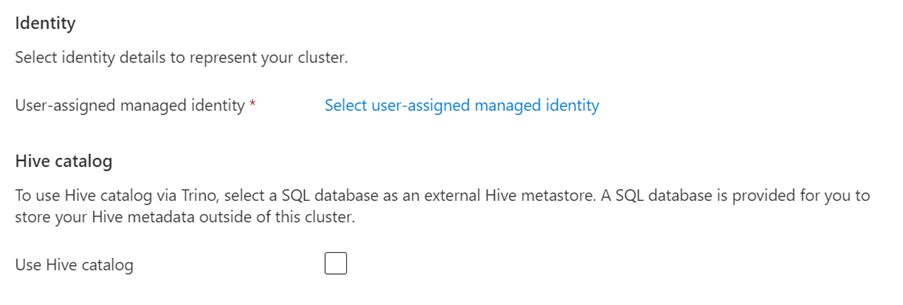 Identity
Select identity details to represent your cluster.
User-assigned managed identity * Select user-assigned managed identity
Hive catalog
To use Hive catalog via Trino, select a SQL database as an external Hive metastore. A SQL database is provided for you to
store your Hive metadata outside of this cluster.
Use Hive catalog